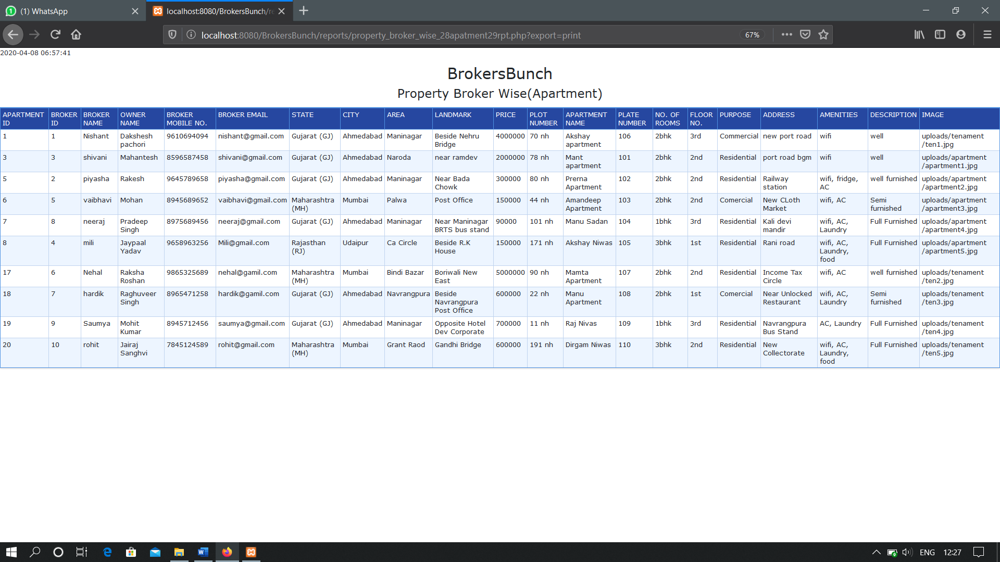 (1) WhatsApp
localhost:8080/BrokersBunch/re
localhost:8080/BrokersBunch/reports/property_broker_wise_28apatment29rpt.php?export=print 67%
2020-04-08 06:57:41
BrokersBunch
Property Broker Wise(Apartment)
APARTMENT ID BROKER ID BROKER NAME OWNER NAME BROKER MOBILE NO. BROKER EMAIL STATE CITY AREA LANDMARK PRICE PLOT NUMBER APARTMENT NAME PLATE NUMBER NO. OF ROOMS FLOOR NO. PURPOSE ADDRESS AMENITIES DESCRIPTION IMAGE
1 1 Nishant Dakshesh pachori 9610694094 nishant@gmail.com Gujarat (GJ) Ahmedabad Maninagar Beside Nehru Bridge 4000000 70 nh Akshay apartment 106 2bhk 3rd Commercial new port road wifi well uploads/tenament/ten1.jpg
3 3 shivani Mahantesh 8596587458 shivani@gmail.com Gujarat (GJ) Ahmedabad Naroda near ramdev 2000000 78 nh Mant apartment 101 2bhk 2nd Residential port road bgm wifi well uploads/apartment/apartment1.jpg
5 2 piyasha Rakesh 9645789658 piyasha@gmail.com Gujarat (GJ) Ahmedabad Maninagar Near Bada Chowk 300000 80 nh Prerna Apartment 102 2bhk 2nd Residential Railway station wifi, fridge, AC well furnished uploads/apartment/apartment2.jpg
6 5 vaibhavi Mohan 8945689652 vaibhavi@gmail.com Maharashtra (MH) Mumbai Palwa Post Office 150000 44 nh Amandeep Apartment 103 2bhk 2nd Comercial New CLoth Market wifi, AC Semi furnished uploads/apartment/apartment3.jpg
7 8 neeraj Pradeep Singh 8975689456 neeraj@gmail.com Gujarat (GJ) Ahmedabad Maninagar Near Maninagar BRTS bus stand 90000 101 nh Manu Sadan 104 1bhk 3rd Residential Kali devi mandir wifi, AC, Laundry Full Furnished uploads/apartment/apartment4.jpg
8 4 mili Jaypaal Yadav 9658963256 Mili@gmail.com Rajasthan (RJ) Udaipur Ca Circle Beside R.K House 150000 171 nh Akshay Niwas 105 3bhk 1st Residential Rani road wifi, AC, Laundry, food Full Furnished uploads/apartment/apartment5.jpg
17 6 Nehal Raksha Roshan 9865325689 nehal@gamil.com Maharashtra (MH) Mumbai Bindi Bazar Boriwali New East 5000000 90 nh Mamta Apartment 107 2bhk 2nd Residential Income Tax Circle wifi, AC well furnished uploads/tenament/ten2.jpg
18 7 hardik Raghuveer Singh 8965471258 hardik@gamil.com Gujarat (GJ) Ahmedabad Navrangpura Beside Navrangpura Post Office 600000 22 nh Manu Apartment 108 2bhk 1st Comercial Near Unlocked Restaurant wifi, AC, Laundry Semi furnished uploads/tenament/ten3.jpg
19 9 Saumya Mohit Kumar 8945712456 saumya@gmail.com Gujarat (GJ) Ahmedabad Maninagar Opposite Hotel Dev Corporate 700000 11 nh Raj Nivas 109 1bhk 3rd Residential Navrangpura Bus Stand AC, Laundry Full Furnished uploads/tenament/ten4.jpg
20 10 rohit Jairaj Sanghvi 7845124589 rohit@gmail.com Maharashtra (MH) Mumbai Grant Raod Gandhi Bridge 600000 191 nh Dirgam Niwas 110 3bhk 2nd Residential New Collectorate wifi, AC, Laundry, food Full Furnished uploads/tenament/ten5.jpg
ENG 12:27